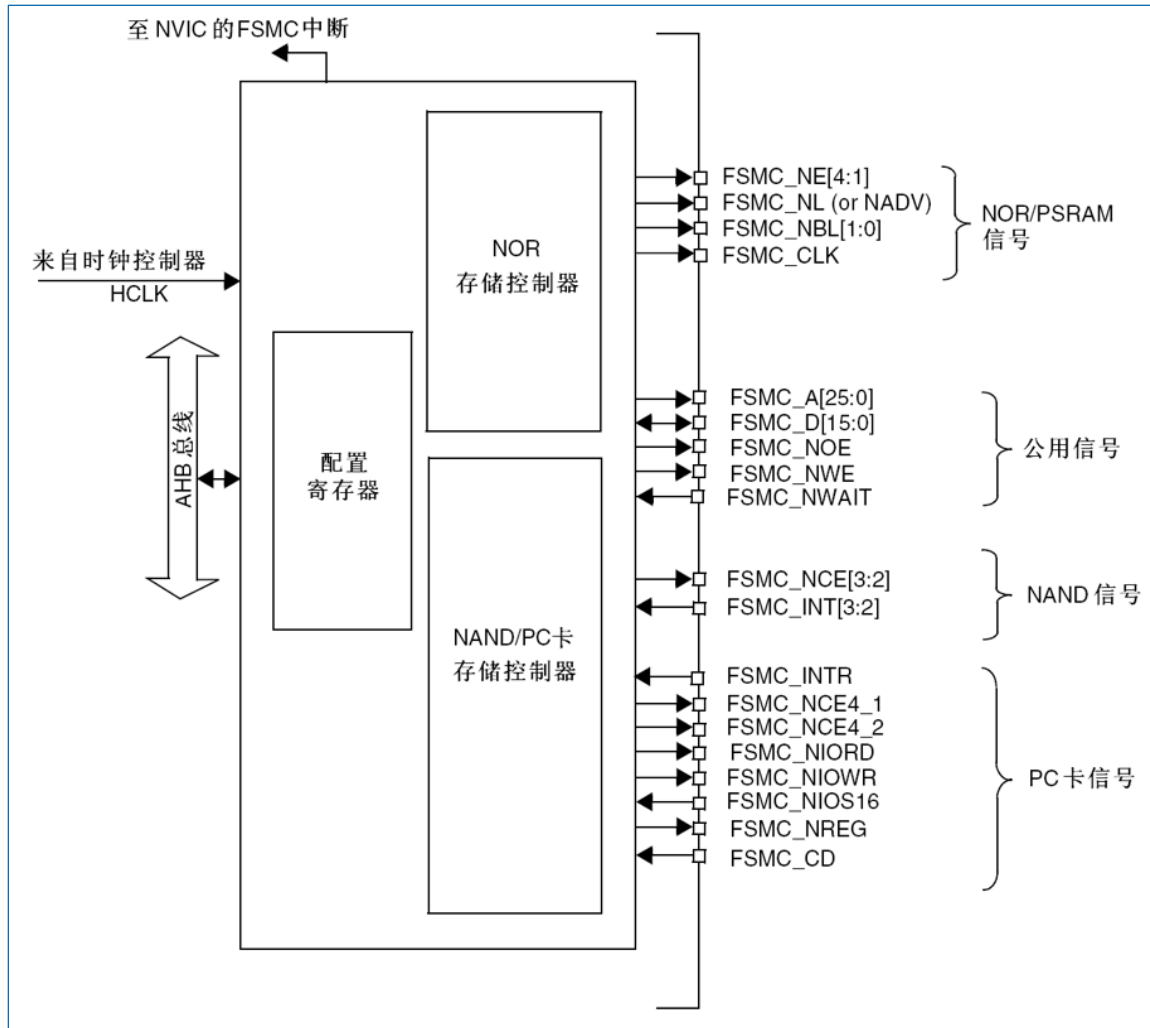 至 NVIC 的FSMC中断
来自时钟控制器
HCLK
AHB 总线
配置
寄存器
NOR
存储控制器
NAND/PC卡
存储控制器
FSMC_NE[4:1]
FSMC_NL (or NADV)
FSMC_NBL[1:0]
FSMC_CLK
NOR/PSRAM
信号
FSMC_A[25:0]
FSMC_D[15:0]
FSMC_NOE
FSMC_NWE
FSMC_NWAIT
公用信号
FSMC_NCE[3:2]
FSMC_INT[3:2]
NAND 信号
FSMC_INTR
FSMC_NCE4_1
FSMC_NCE4_2
FSMC_NIORD
FSMC_NIOWR
FSMC_NIOS16
FSMC_NREG
FSMC_CD
PC 卡信号